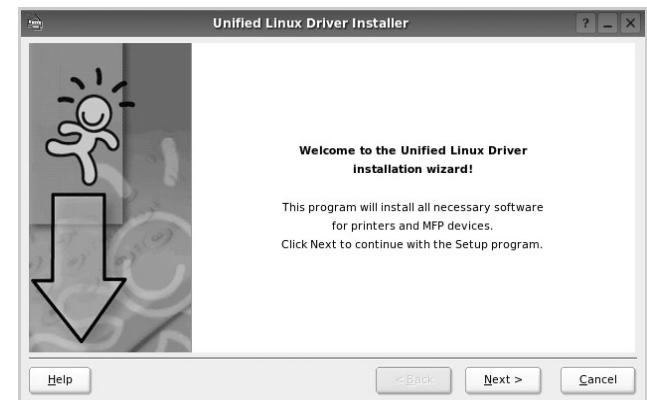 Unified Linux Driver Installer
Welcome to the Unified Linux Driver
installation wizard!
This program will install all necessary software
for printers and MFP devices.
Click Next to continue with the Setup program.
Help
< Back
Next >
Cancel